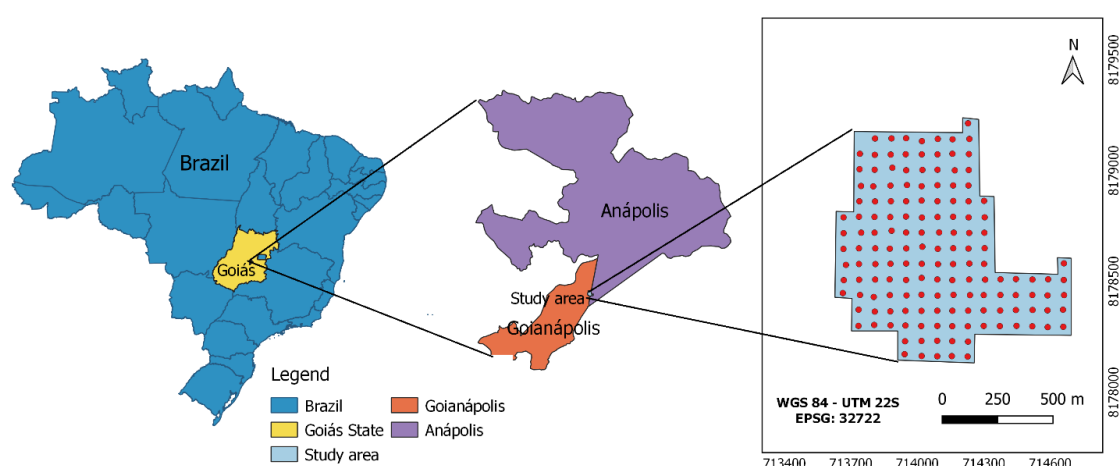 Brazil
Goiás
Anápolis
Study area
Goianápolis
Legend
Brazil
Goiás State
Study area
Goianápolis
Anápolis
N
WGS 84 - UTM 22S
EPSG: 32722
0 250 500 m
8179500
8179000
8178500
8178000
713400 713700 714000 714300 714600